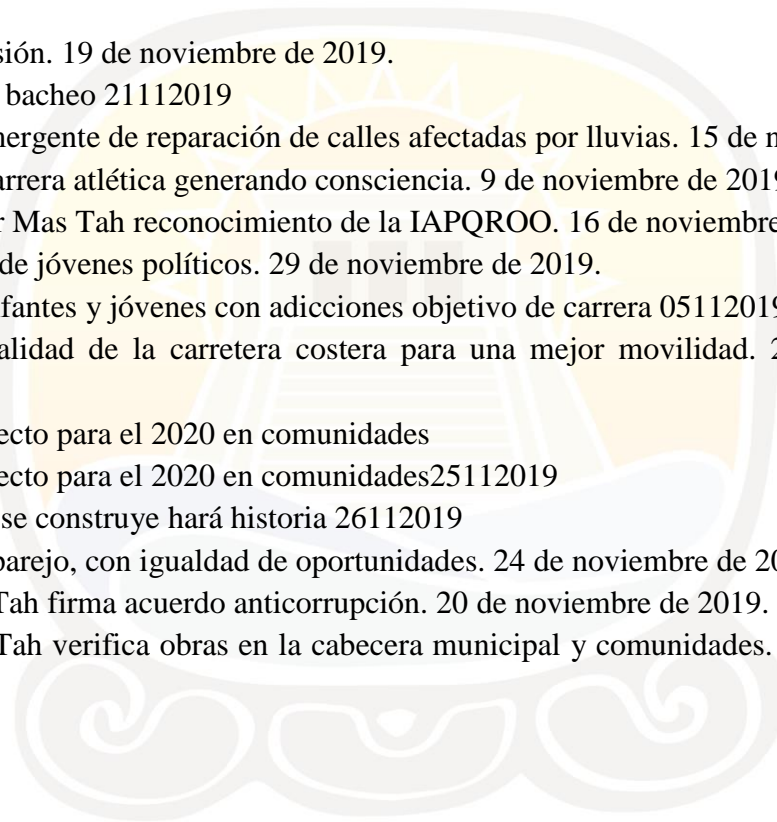 sión. 19 de noviembre de 2019.
bacheo 21112019
mergente de reparación de calles afectadas por lluvias. 15 de n
arrera atlética generando consciencia. 9 de noviembre de 2019
r Mas Tah reconocimiento de la IAPQROO. 16 de noviembre
de jóvenes políticos. 29 de noviembre de 2019.
fantes y jóvenes con adicciones objetivo de carrera 05112019
alidad de la carretera costera para una mejor movilidad. 2
ecto para el 2020 en comunidades
ecto para el 2020 en comunidades25112019
se construye hará historia 26112019
parejo, con igualdad de oportunidades. 24 de noviembre de 20
Tah firma acuerdo anticorrupción. 20 de noviembre de 2019.
Tah verifica obras en la cabecera municipal y comunidades.